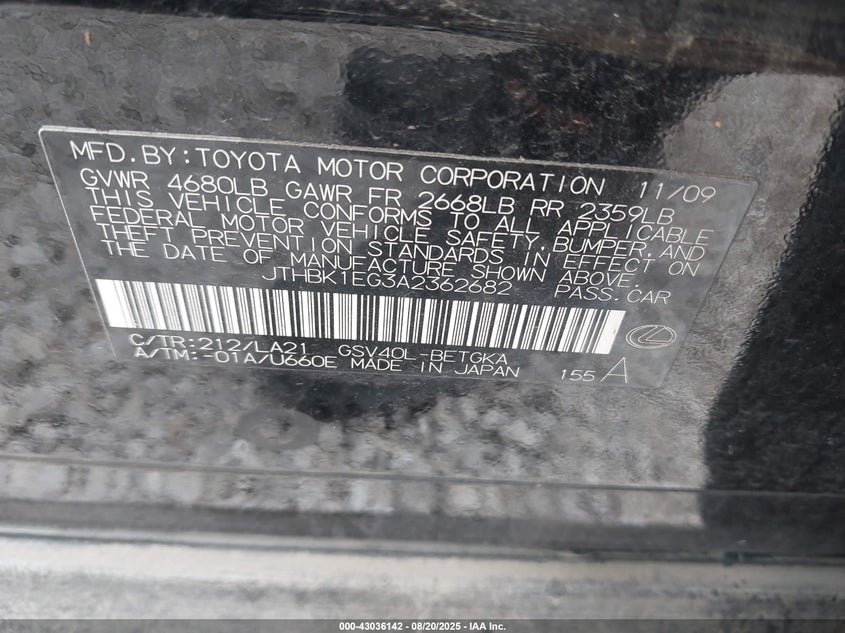 MFD.BY:TOYOTA MOTOR CORPORATION 11/09
GVWR 4680LB GAWR FR 2668LB RR 2359LB
THIS VEHICLE CONFORMS TO ALL APPLICABLE
FEDERAL MOTOR VEHICLE SAFETY,BUMPER,AND
THEFT PREVENTION STANDARDS IN EFFECT ON
THE DATE OF MANUFACTURE SHOWN ABOVE.
JTHBK1EG3A2362682 PASS.CAR
C/TR:212/LA21 GSV40L-BETGKA
A/TM:-01A/U660E MADE IN JAPAN 155 A
000-43036142 - 08/20/2025 - IAA Inc.